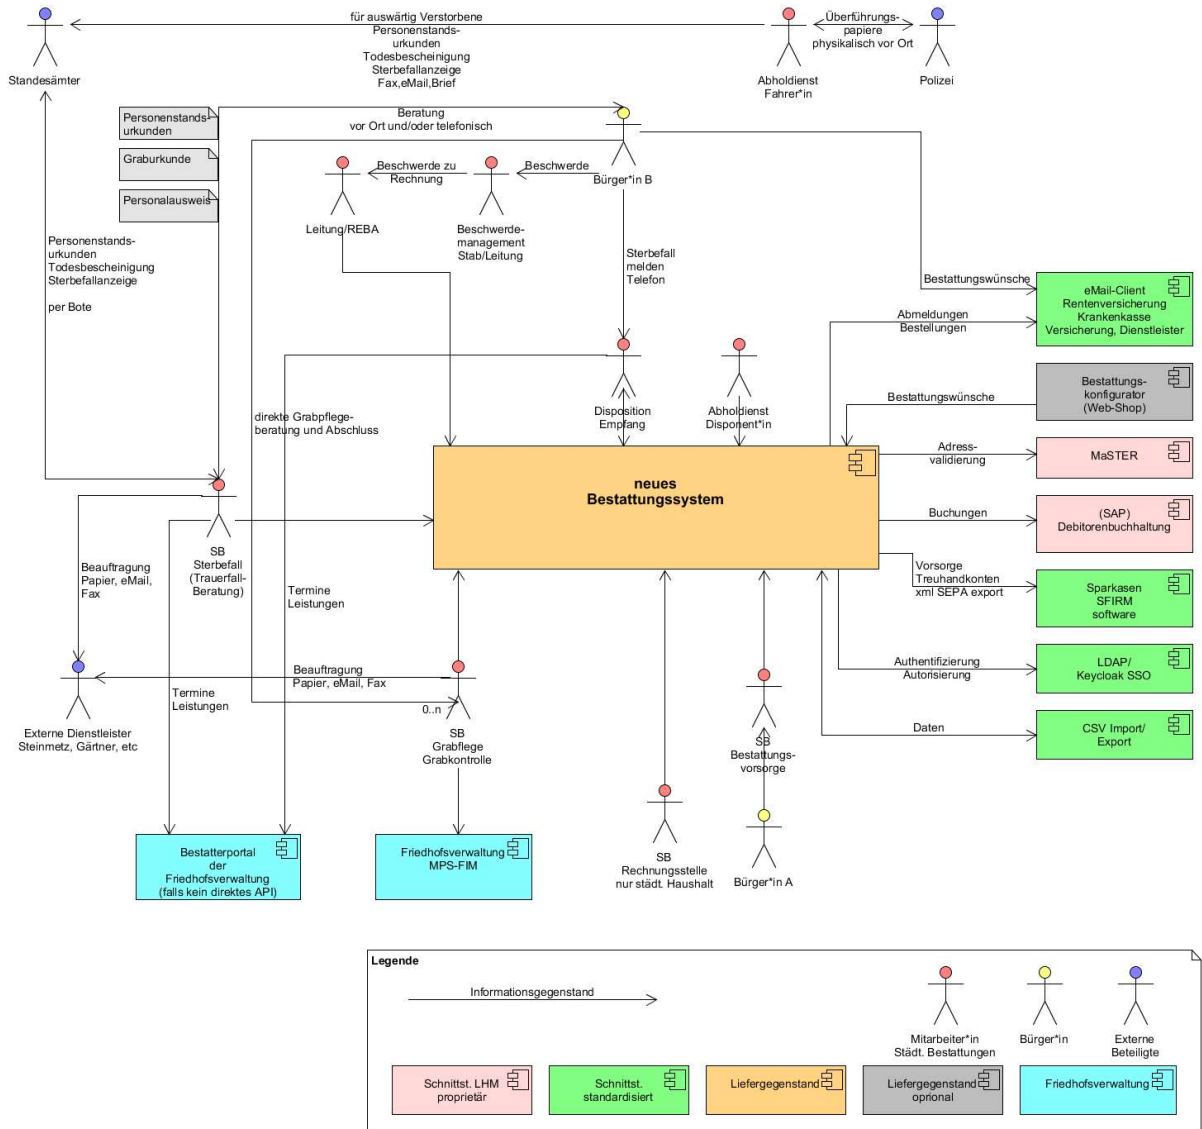 für auswärtig Verstorbene
Personenstands-
urkunden
Todesbescheinigung
Sterbefallanzeige
Fax,eMail,Brief
Überführungs-
papiere
physikalisch vor Ort
Standesämter
Abholdienst
Fahrer*in
Polizei
Personenstands-
urkunden
Graburkunde
Personalausweis
Beratung
vor Ort und/oder telefonisch
Beschwerde zu
Rechnung
Beschwerde
Bürger*in B
Leitung/REBA
Beschwerde-
management
Stab/Leitung
Personenstands-
urkunden
Todesbescheinigung
Sterbefallanzeige
per Bote
Sterbefall
melden
Telefon
Bestattungswünsche
eMail-Client
Rentenversicherung
Krankenkasse
Versicherung, Dienstleister
Abmeldungen
Bestellungen
Bestattungs-
konfigurator
(Web-Shop)
Bestattungswünsche
direkte Grabpflege-
beratung und Abschluss
Disposition
Empfang
Abholdienst
Disponent*in
Adress-
validierung
MaSTER
neues
Bestattungssystem
Buchungen
(SAP)
Debitorenbuchhaltung
SB
Sterbefall
(Trauerfall-
Beratung)
Beauftragung
Papier, eMail,
Fax
Termine
Leistungen
Vorsorge
Treuhandkonten
xml SEPA export
Sparkasen
SFIRM
software
Authentifizierung
Autorisierung
LDAP/
Keycloak SSO
Beauftragung
Papier, eMail, Fax
Termine
Leistungen
0..n
Externe Dienstleister
Steinmetz, Gärtner, etc
SB
Grabflege
Grabkontrolle
SB
Bestattungs-
vorsorge
Daten
CSV Import/
Export
Bestatterportal
der
Friedhofsverwaltung
(falls kein direktes API)
Friedhofsverwaltung
MPS-FIM
SB
Rechnungsstelle
nur städt. Haushalt
Bürger*in A
Legende
Informationsgegenstand
Mitarbeiter*in
Städt. Bestattungen
Bürger*in
Externe
Beteiligte
Schnittst. LHM
proprietär
Schnittst.
standardisiert
Liefergegenstand
Liefergegenstand
oprional
Friedhofsverwaltung